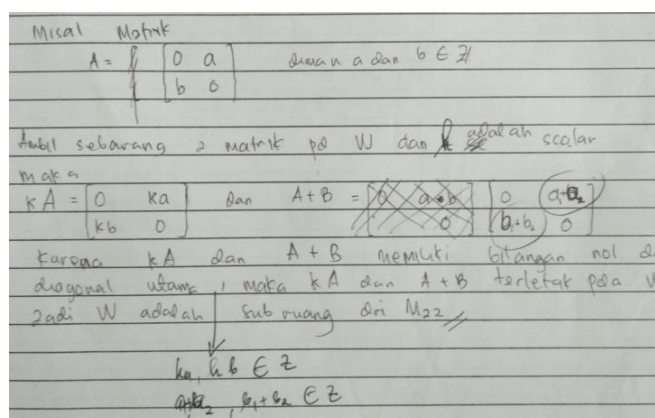 Misal Matrik
A = [0 a
b 0] dimana a dan b ∈ Z
Ambil sebarang 2 matrik pd W dan k adalah scalar
maka
kA = [0 ka
kb 0] dan A+B = [0 a₁+a₂
b₁+b₂ 0]
Karena kA dan A+B memiliki bilangan nol
diagonal utama, maka kA dan A+B terletak pada W
Jadi W adalah sub ruang dri M₂₂ //
ka, kb ∈ Z
a₁+a₂, b₁+b₂ ∈ Z